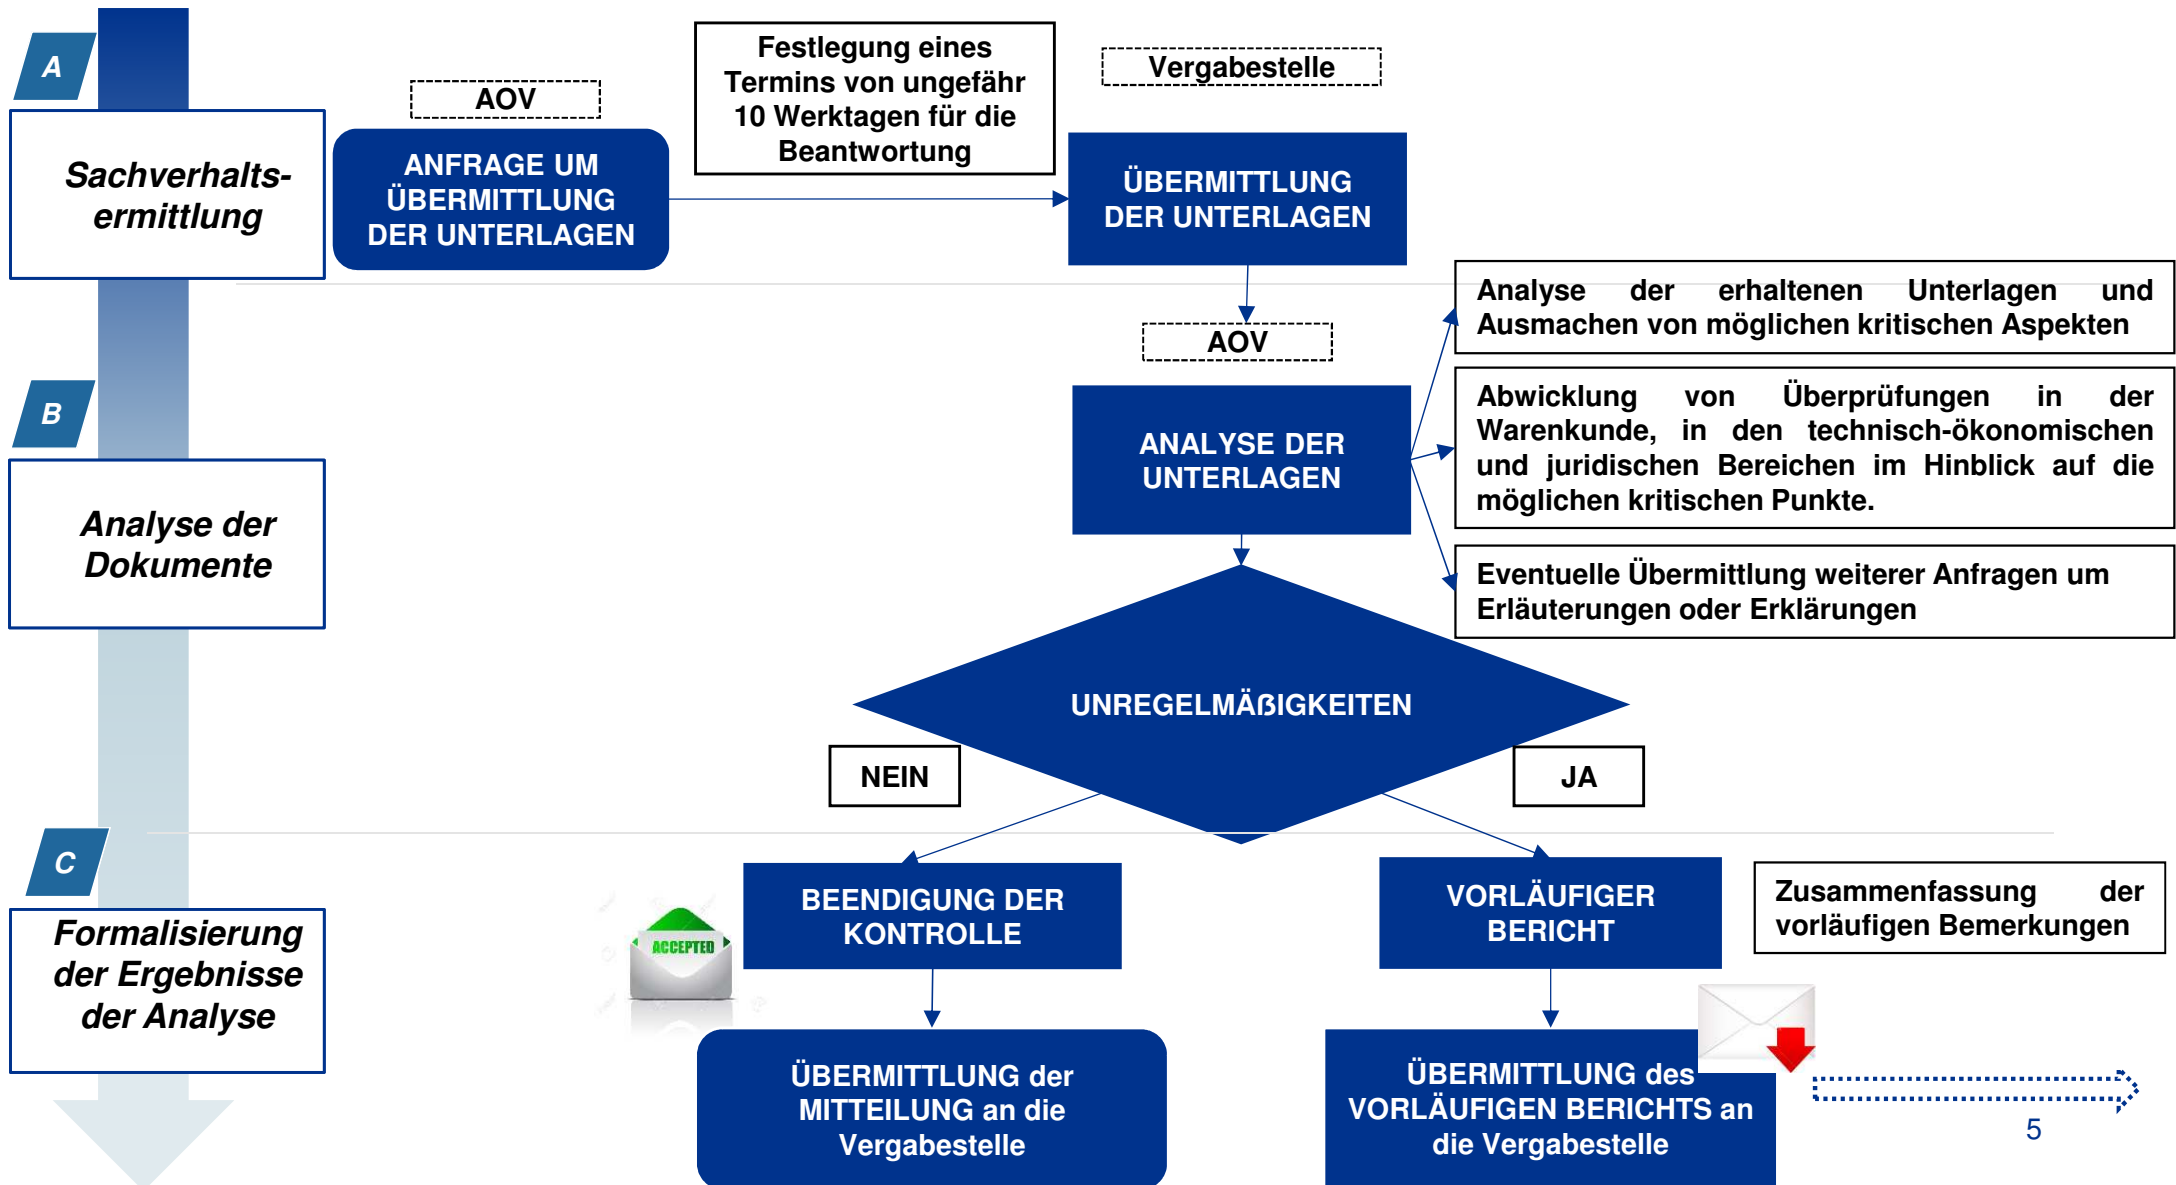 A
Sachverhalts-
ermittlung
AOV
ANFRAGE UM
ÜBERMITTLUNG
DER UNTERLAGEN
Festlegung eines
Termins von ungefähr
10 Werktagen für die
Beantwortung
Vergabestelle
ÜBERMITTLUNG
DER UNTERLAGEN
B
Analyse der
Dokumente
AOV
ANALYSE DER
UNTERLAGEN
Analyse der erhaltenen Unterlagen und
Ausmachen von möglichen kritischen Aspekten
Abwicklung von Überprüfungen in der
Warenkunde, in den technisch-ökonomischen
und juridischen Bereichen im Hinblick auf die
möglichen kritischen Punkte.
Eventuelle Übermittlung weiterer Anfragen um
Erläuterungen oder Erklärungen
UNREGELMÄßIGKEITEN
NEIN
JA
C
Formalisierung
der Ergebnisse
der Analyse
ACCEPTED
BEENDIGUNG DER
KONTROLLE
VORLÄUFIGER
BERICHT
Zusammenfassung der
vorläufigen Bemerkungen
ÜBERMITTLUNG der
MITTEILUNG an die
Vergabestelle
ÜBERMITTLUNG des
VORLÄUFIGEN BERICHTS an
die Vergabestelle
5